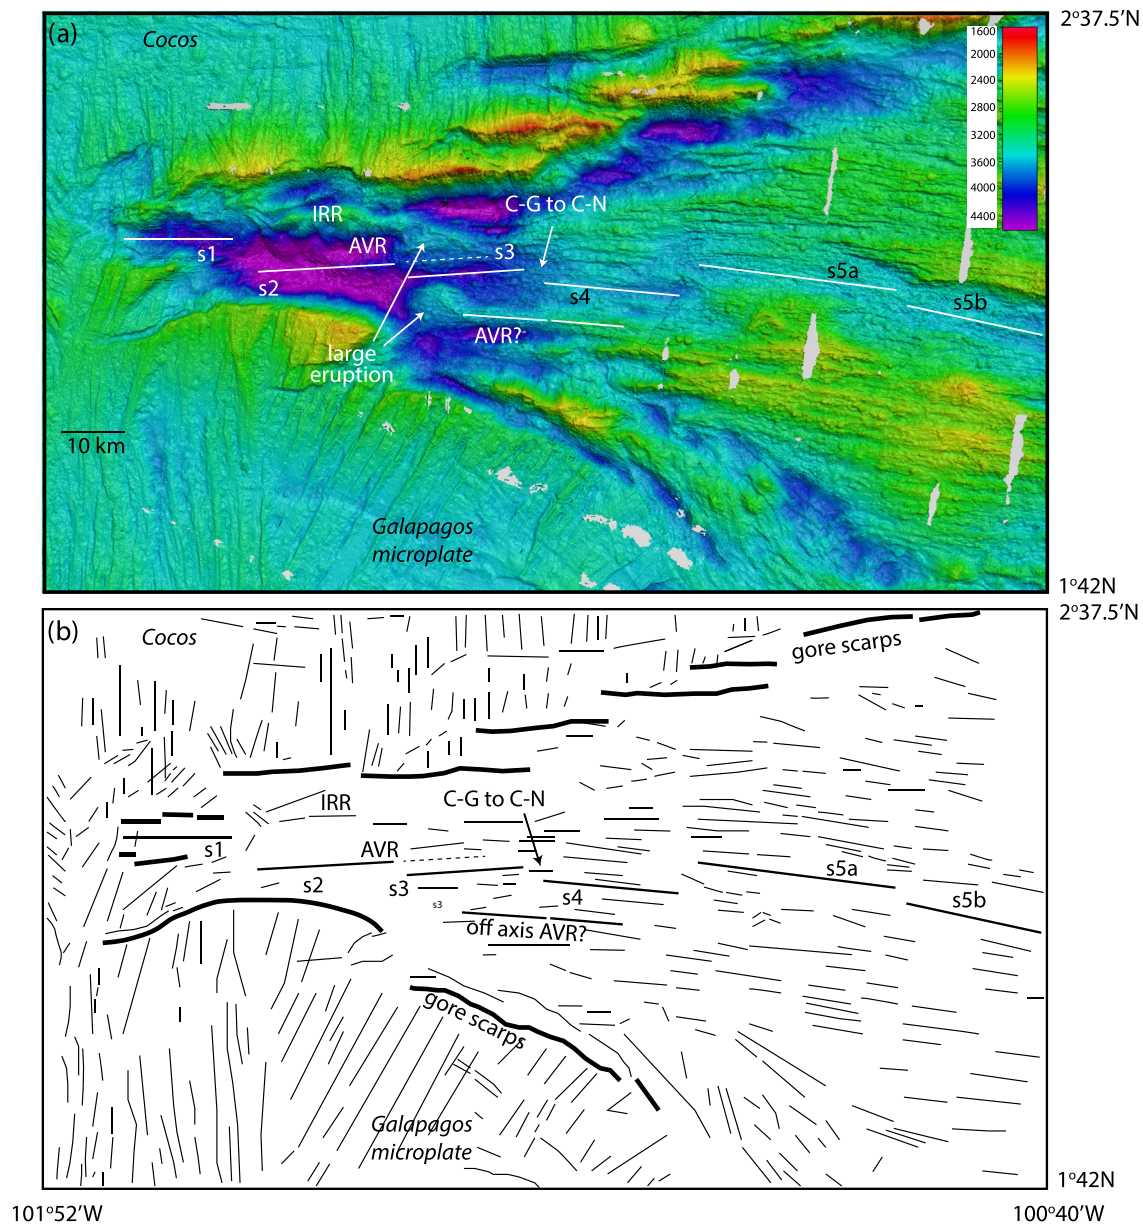 (a)
Cocos
2°37.5'N
1600
2000
2400
2800
3200
3600
4000
4400
C-G to C-N
IRR
AVR
s1
s3
s2
s5a
s4
s5b
AVR?
large
eruption
10 km
Galapagos
microplate
1°42N
(b)
Cocos
2°37.5'N
gore scarps
IRR
C-G to C-N
s1
AVR
s2
s3
s5a
s4
s5b
s3
off axis AVR?
gore scarps
Galapagos
microplate
1°42N
101°52'W
100°40'W